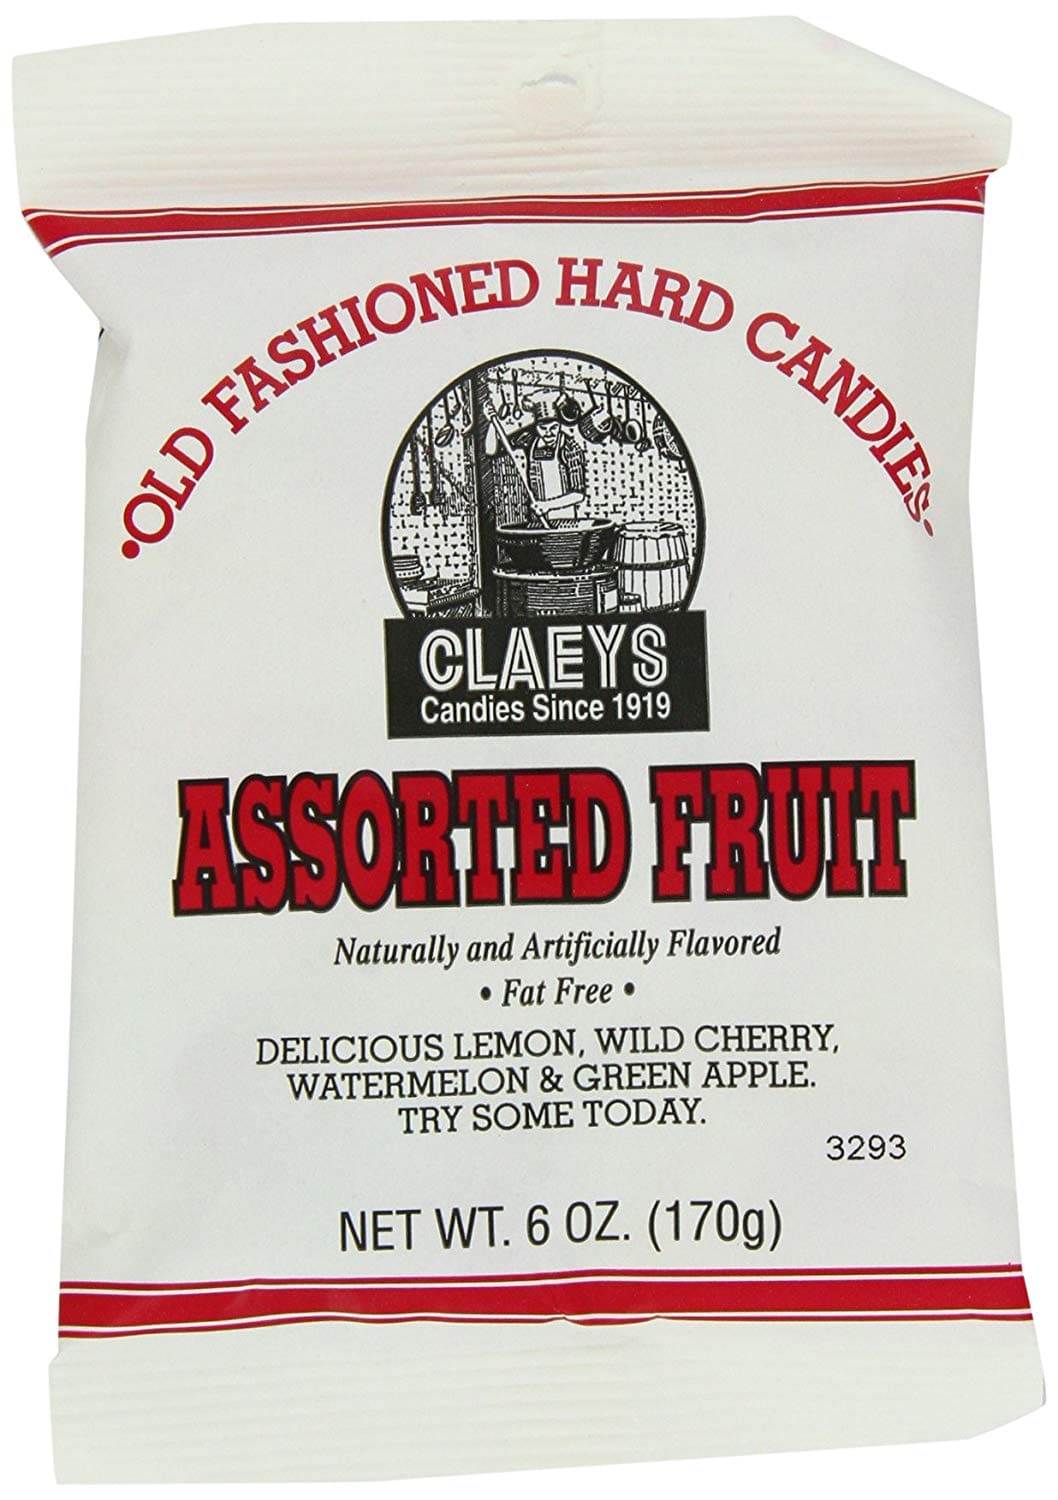 •OLD FASHIONED HARD CANDIES•
CLAEYS
Candies Since 1919
ASSORTED FRUIT
Naturally and Artificially Flavored
• Fat Free •
DELICIOUS LEMON, WILD CHERRY,
WATERMELON & GREEN APPLE.
TRY SOME TODAY.
3293
NET WT. 6 OZ. (170g)